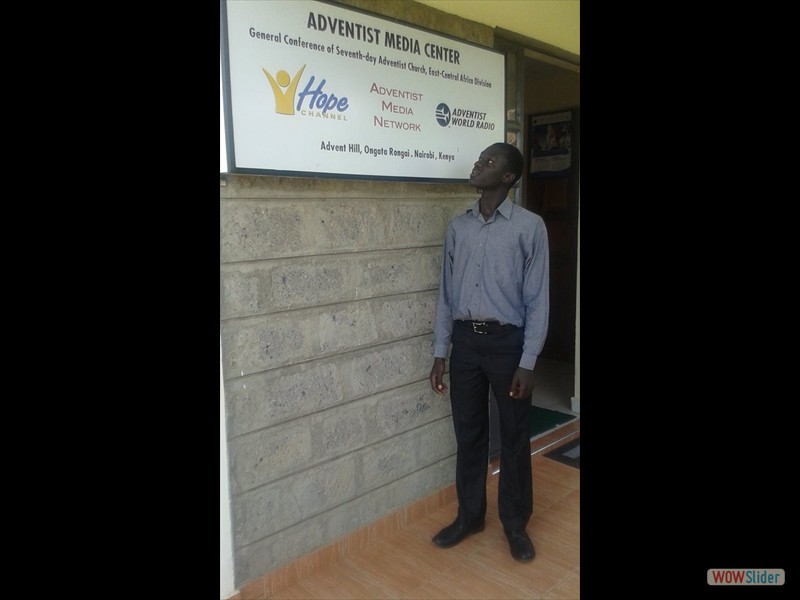 ADVENTIST MEDIA CENTER
General Conference of Seventh-day Adventist Church, East-Central Africa Division
Hope
CHANNEL
ADVENTIST
MEDIA
NETWORK
ADVENTIST
WORLD RADIO
Advent Hill, Ongata Rongai . Nairobi, Kenya
WOWSlider